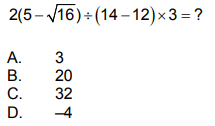 2(5 – √16) ÷ (14 – 12) × 3 = ?
A. 3
B. 20
C. 32
D. –4